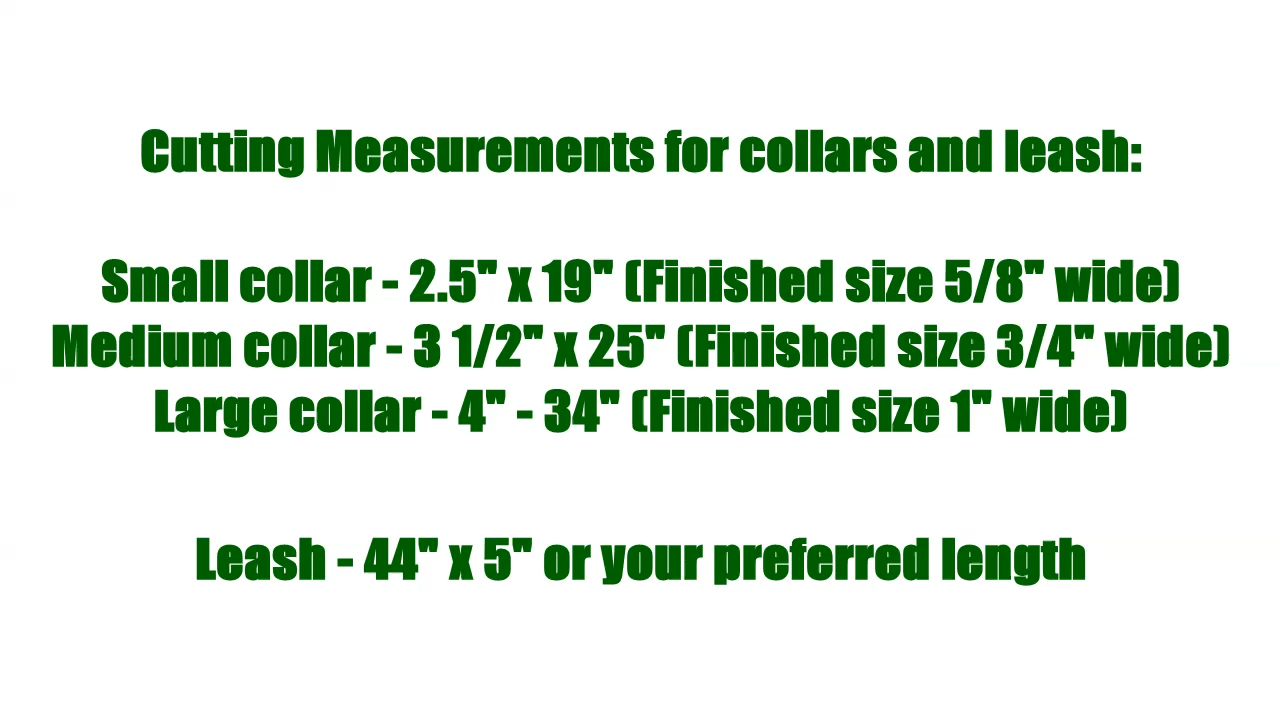 Cutting Measurements for collars and leash:
Small collar - 2.5" x 19" (Finished size 5/8" wide)
Medium collar - 3 1/2" x 25" (Finished size 3/4" wide)
Large collar - 4" - 34" (Finished size 1" wide)
Leash - 44" x 5" or your preferred length